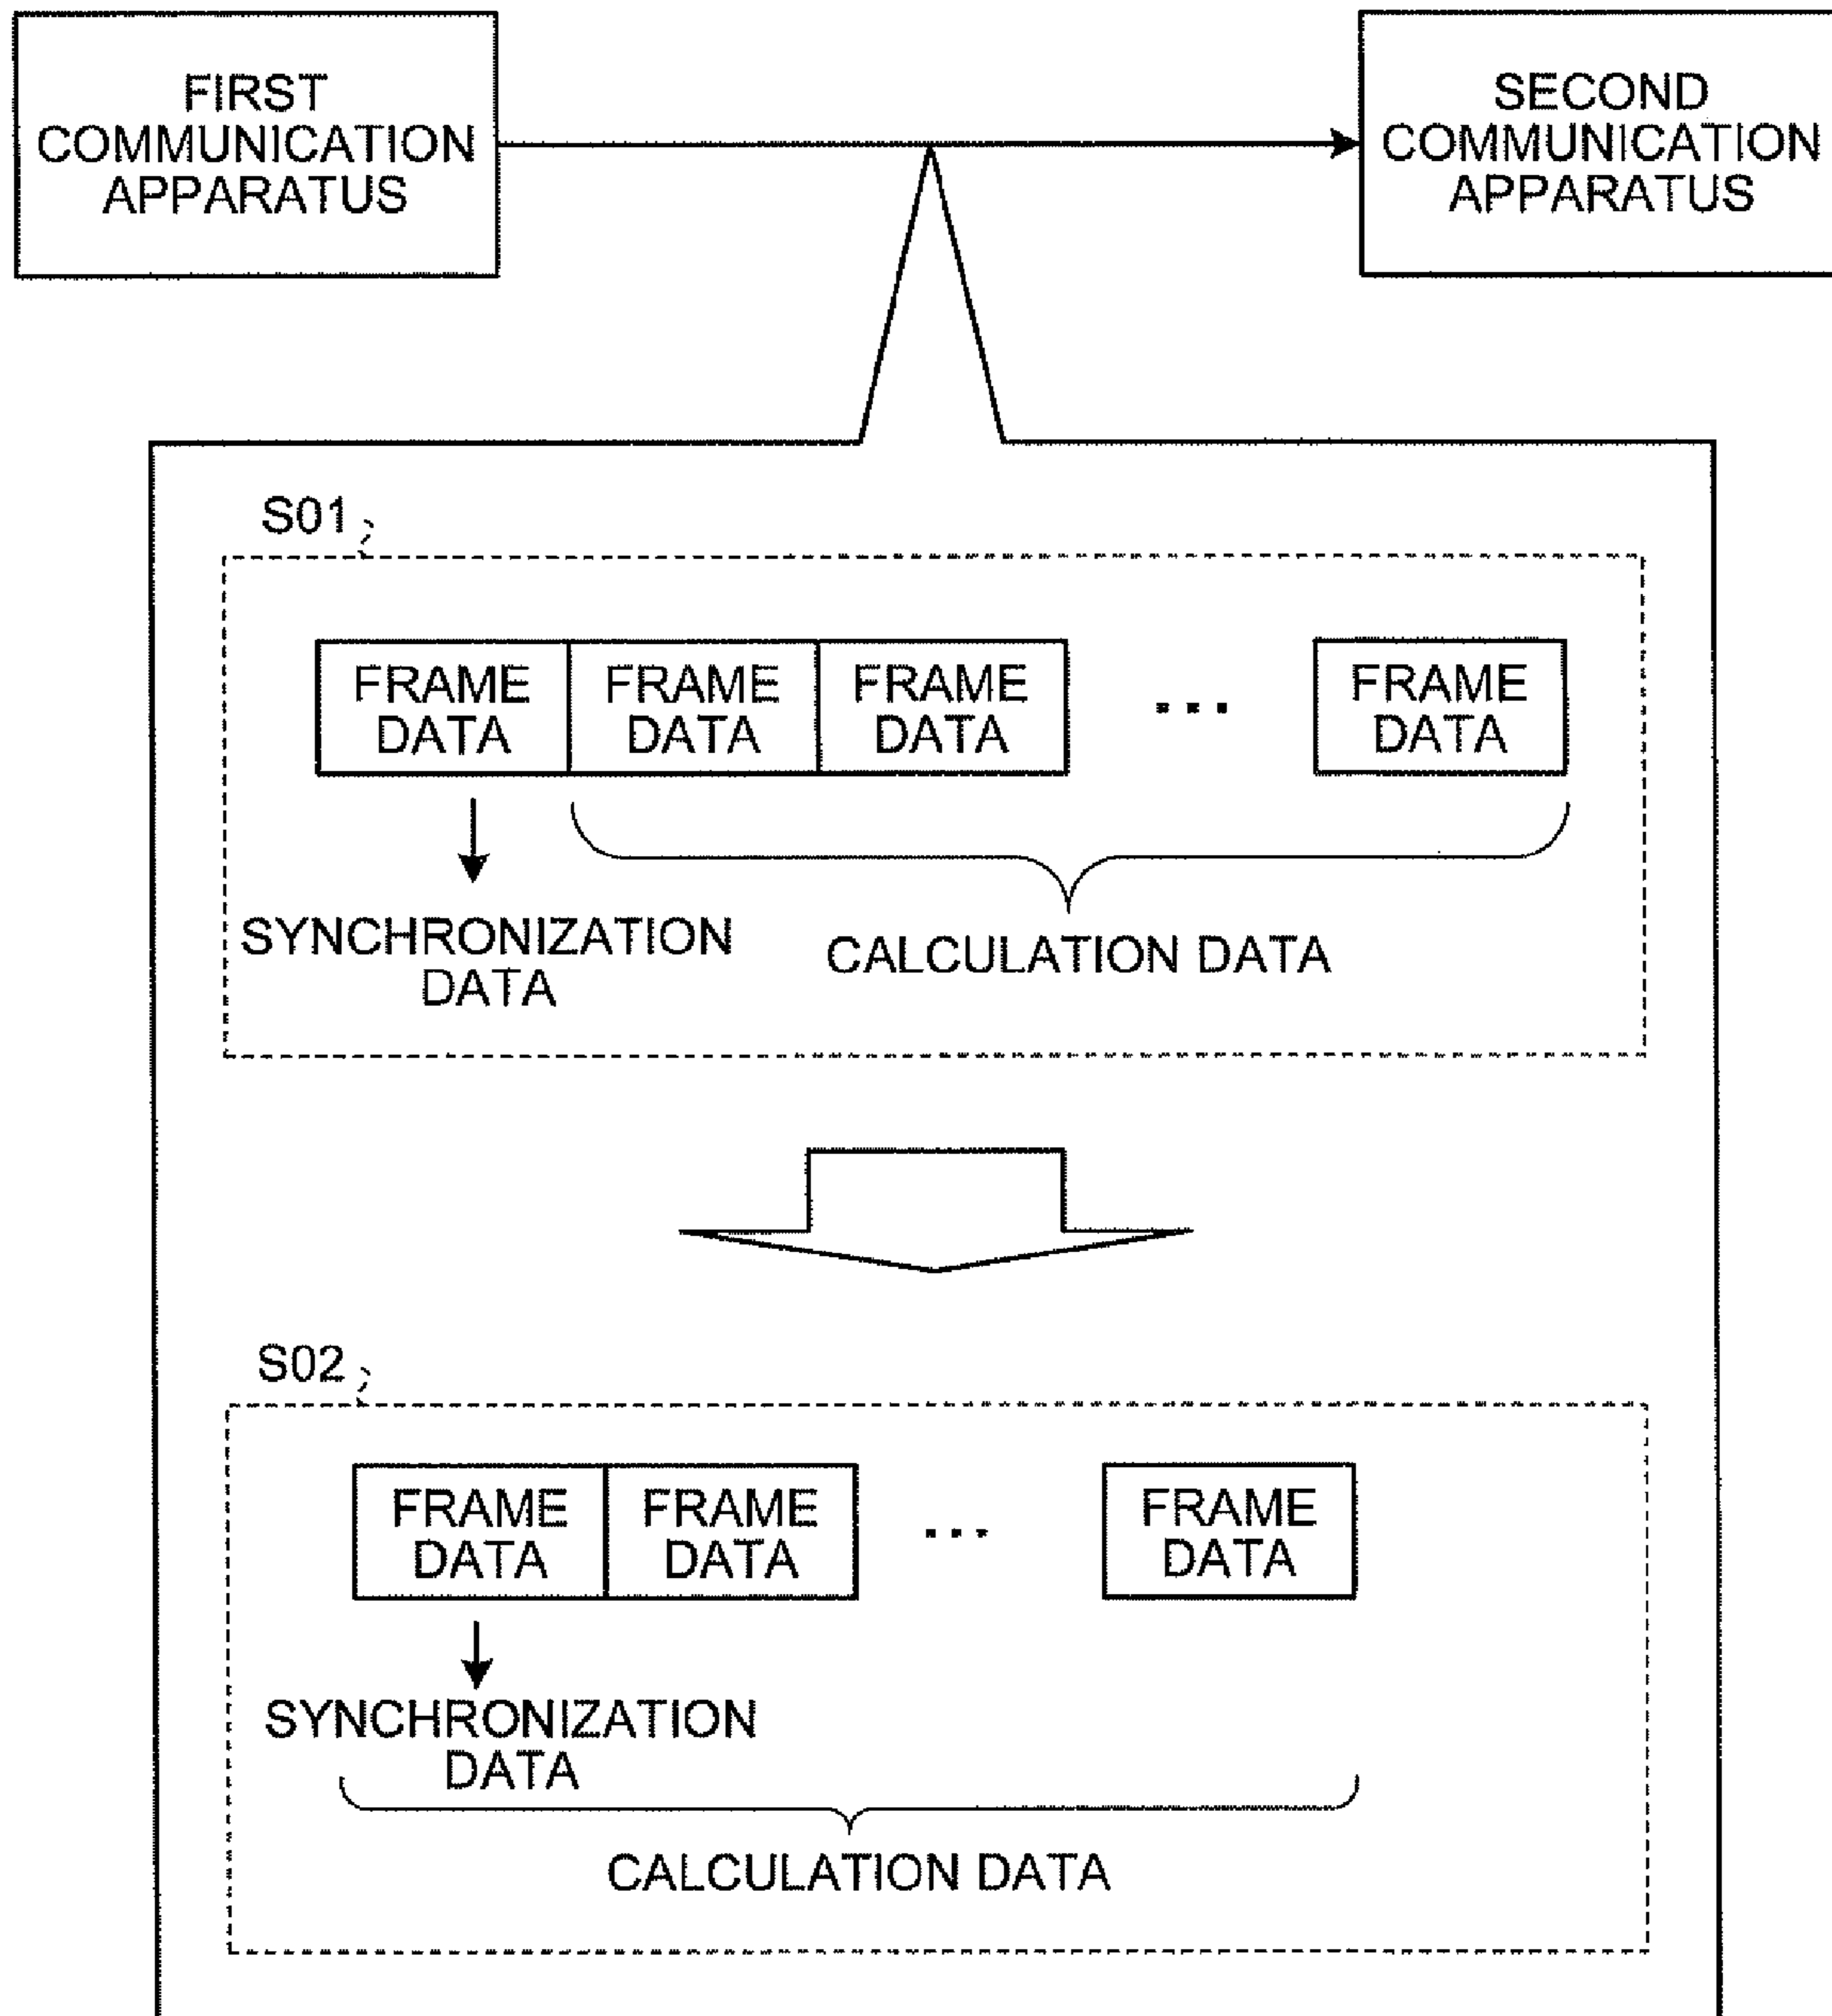 FIRST
COMMUNICATION
APPARATUS
SECOND
COMMUNICATION
APPARATUS
S01
FRAME
DATA
FRAME
DATA
FRAME
DATA
...
FRAME
DATA
SYNCHRONIZATION
DATA
CALCULATION DATA
S02
FRAME
DATA
FRAME
DATA
...
FRAME
DATA
SYNCHRONIZATION
DATA
CALCULATION DATA